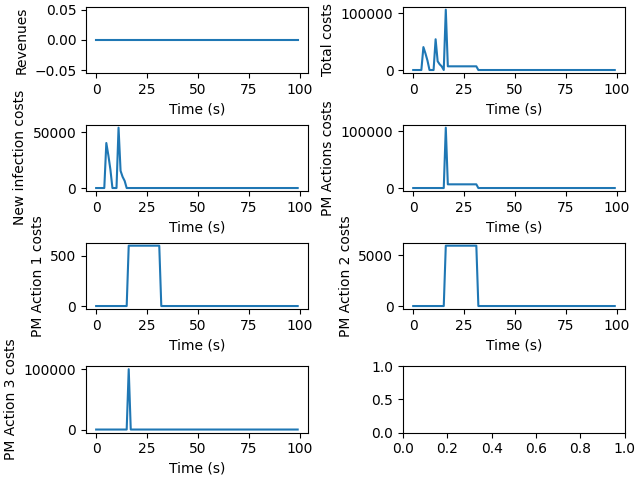 Revenues
0.05
0.00
−0.05
0 25 50 75 100
Time (s)
Total costs
100000
0
0 25 50 75 100
Time (s)
New infection costs
50000
0
0 25 50 75 100
Time (s)
PM Actions costs
100000
0
0 25 50 75 100
Time (s)
PM Action 1 costs
500
0
0 25 50 75 100
Time (s)
PM Action 2 costs
5000
0
0 25 50 75 100
Time (s)
PM Action 3 costs
100000
0
0 25 50 75 100
Time (s)
1.0
0.5
0.0
0.0 0.2 0.4 0.6 0.8 1.0